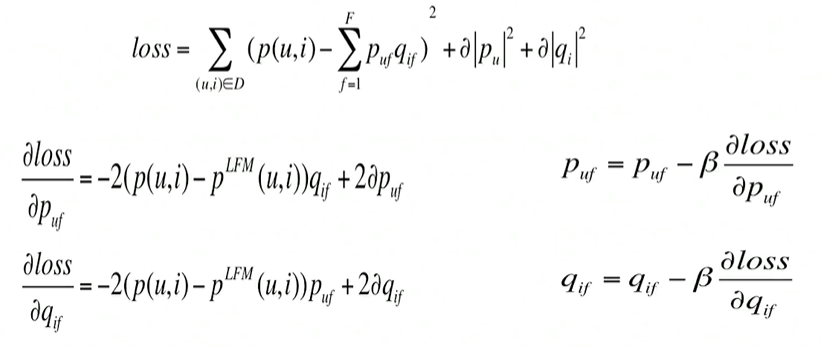 loss = ∑_{(u,i)∈D} (p(u,i) − ∑_{f=1}^{F} p_{uf} q_{if})^2 + ∂|p_u|^2 + ∂|q_i|^2
∂loss/∂p_{uf} = −2(p(u,i) − p^{LFM}(u,i))q_{if} + 2∂p_{uf}
p_{uf} = p_{uf} − β ∂loss/∂p_{uf}
∂loss/∂q_{if} = −2(p(u,i) − p^{LFM}(u,i))p_{uf} + 2∂q_{if}
q_{if} = q_{if} − β ∂loss/∂q_{if}